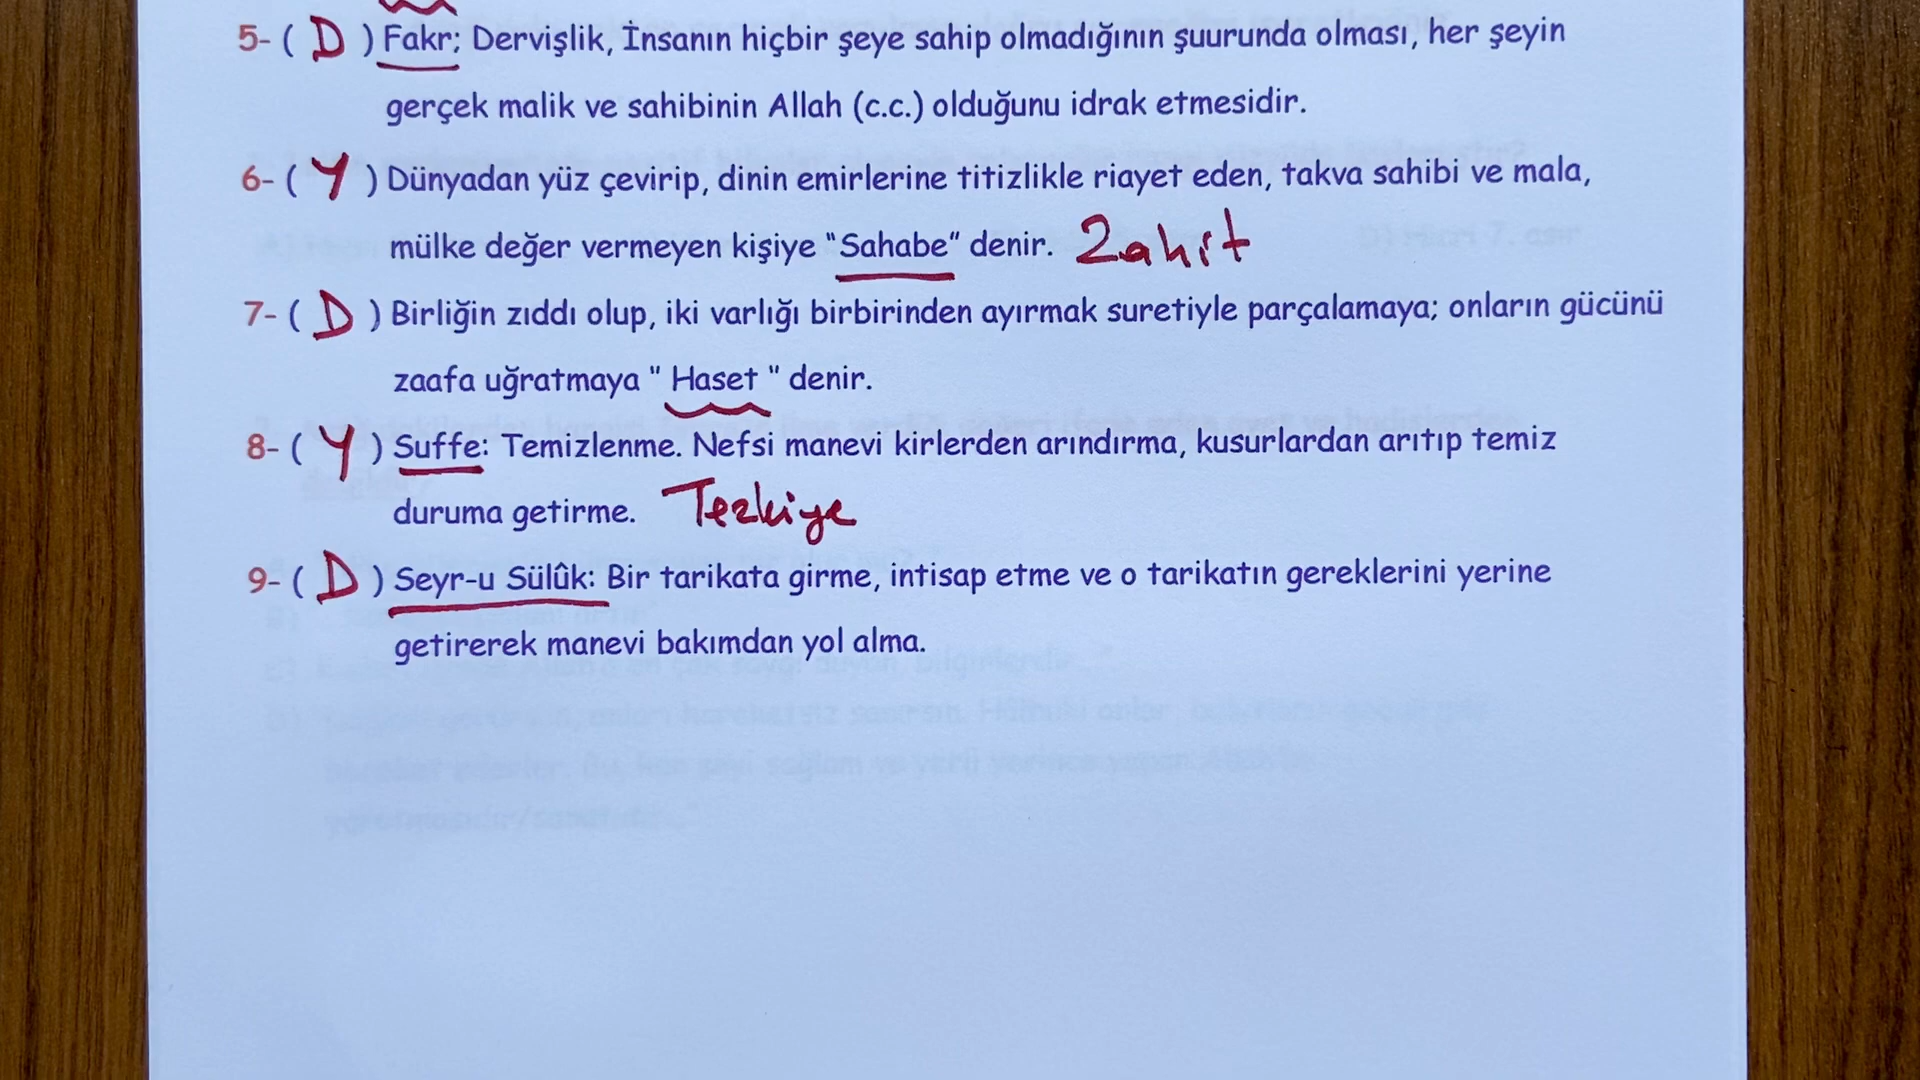 5- ( D ) Fakr; Dervişlik, İnsanın hiçbir şeye sahip olmadığının şuurunda olması, her şeyin
gerçek malik ve sahibinin Allah (c.c.) olduğunu idrak etmesidir.
6- ( Y ) Dünyadan yüz çevirip, dinin emirlerine titizlikle riayet eden, takva sahibi ve mala,
mülke değer vermeyen kişiye "Sahabe" denir. Zahit
7- ( D ) Birliğin zıddı olup, iki varlığı birbirinden ayırmak suretiyle parçalamaya; onların gücünü
zaafa uğratmaya " Haset " denir.
8- ( Y ) Suffe: Temizlenme. Nefsi manevi kirlerden arındırma, kusurlardan arıtıp temiz
duruma getirme. Tezkiye
9- ( D ) Seyr-u Sülûk: Bir tarikata girme, intisap etme ve o tarikatın gereklerini yerine
getirerek manevi bakımdan yol alma.